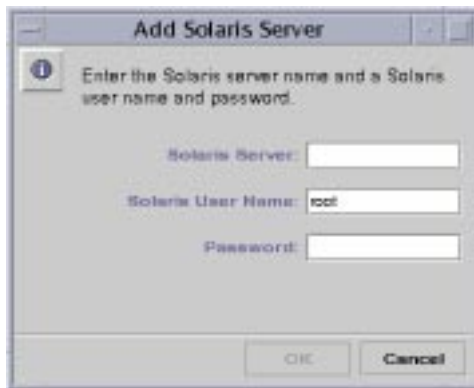 Add Solaris Server
Enter the Solaris server name and a Solaris
user name and password.
Solaris Server:
Solaris User Name: root
Password:
OK Cancel